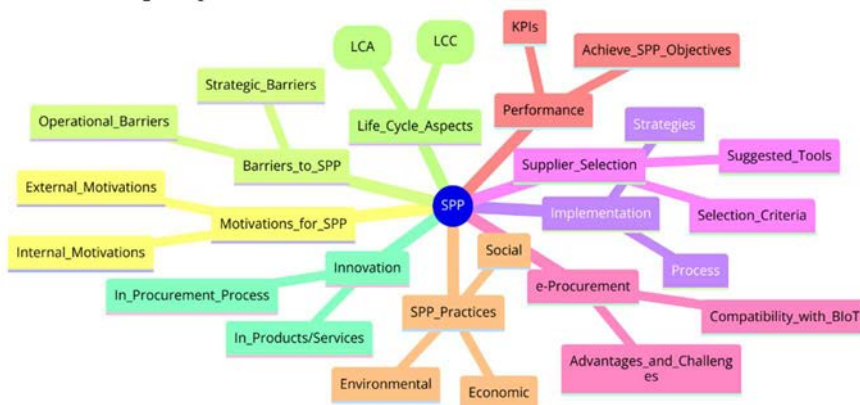 KPIs
LCA
LCC
Achieve_SPP_Objectives
Strategic_Barriers
Performance
Operational_Barriers
Life_Cycle_Aspects
Strategies
Barriers_to_SPP
Supplier_Selection
Suggested_Tools
External_Motivations
SPP
Motivations_for_SPP
Implementation
Selection_Criteria
Internal_Motivations
Social
Innovation
Process
In_Procurement_Process
e-Procurement
SPP_Practices
Compatibility_with_BIoT
In_Products/Services
Advantages_and_Challeng
es
Environmental
Economic